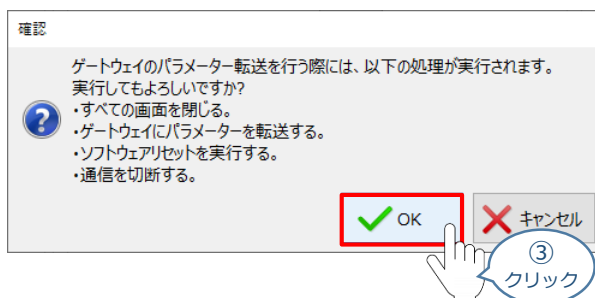 確認
ゲートウェイのパラメーター転送を行う際には、以下の処理が実行されます。
実行してもよろしいですか?
・すべての画面を閉じる。
・ゲートウェイにパラメーターを転送する。
・ソフトウェアリセットを実行する。
・通信を切断する。
OK
キャンセル
③
クリック